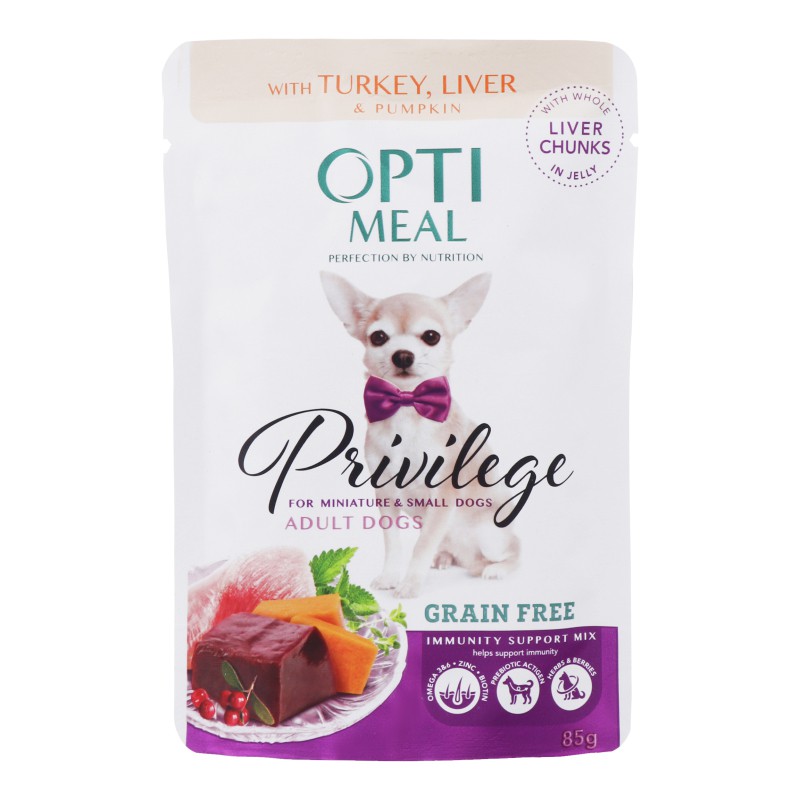 WITH TURKEY, LIVER
& PUMPKIN
WITH WHOLE
LIVER
CHUNKS
IN JELLY
OPTI
MEAL
PERFECTION BY NUTRITION
Privilege
FOR MINIATURE & SMALL DOGS
ADULT DOGS
GRAIN FREE
IMMUNITY SUPPORT MIX
helps support immunity
OMEGA 3&6 • ZINC • BIOTIN
PREBIOTIC ACTIGEN
HERBS & BERRIES
85g